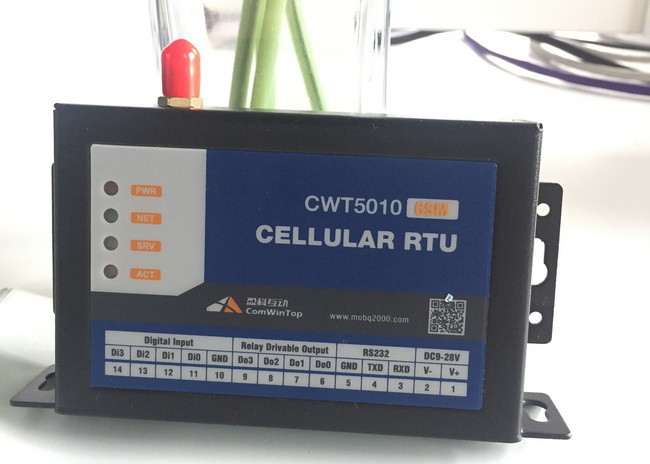 CWT5010 GSM
CELLULAR RTU
PWR
NET
SRV
ACT
ComWinTop
www.mobq2000.com
Digital Input Relay Drivable Output RS232 DC9-28V
Di3 Di2 Di1 Di0 GND Do3 Do2 Do1 Do0 GND TXD RXD V- V+
14 13 12 11 10 9 8 7 6 5 4 3 2 1